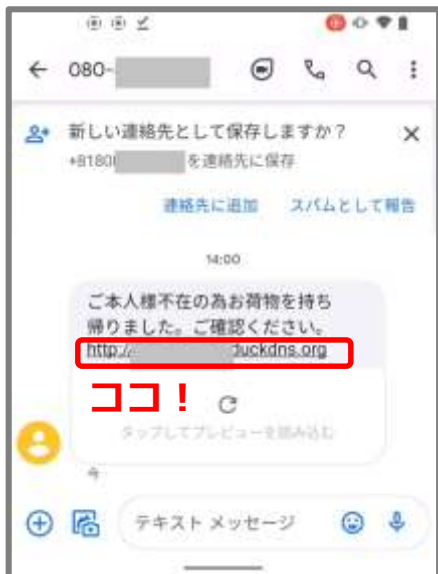 080-
新しい連絡先として保存しますか?
+8180 を連絡先に保存
連絡先に追加 スパムとして報告
14:00
ご本人様不在の為お荷物を持ち
帰りました。ご確認ください。
http:/ duckdns.org
ココ!
タップしてプレビューを読み込む
今
テキスト メッセージ